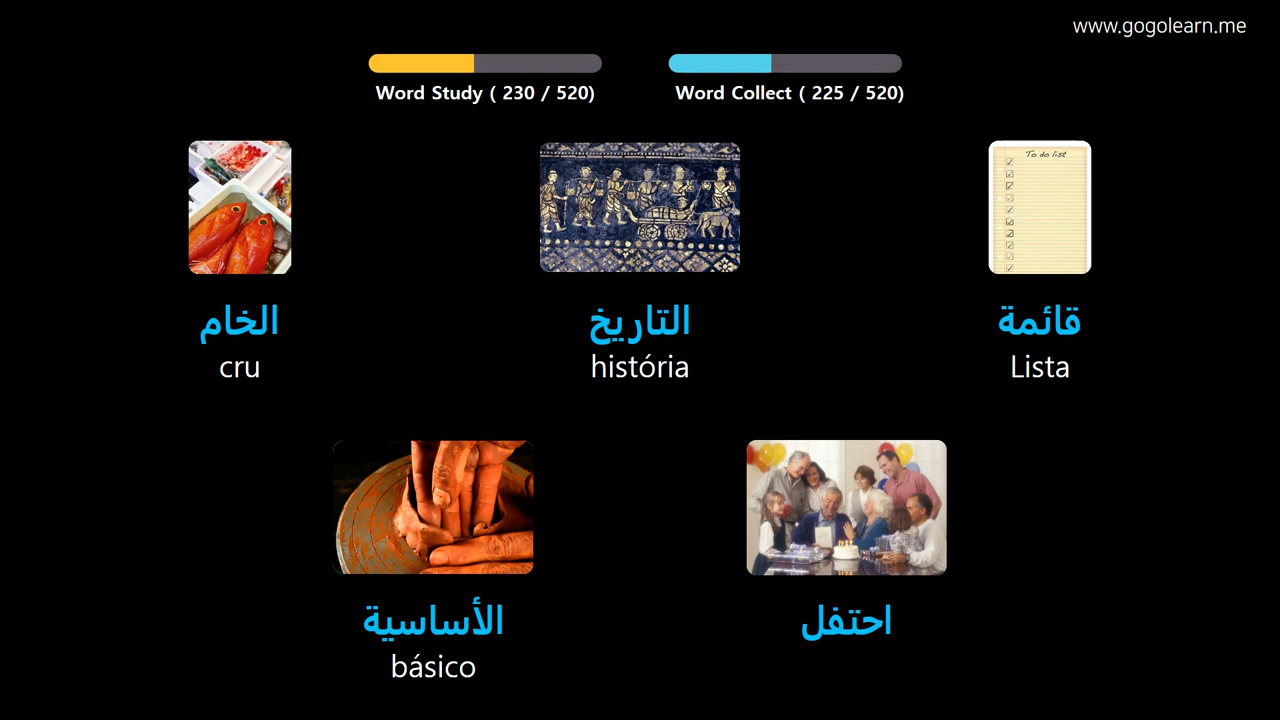 www.gogolearn.me
Word Study ( 230 / 520)
Word Collect ( 225 / 520)
To do list
الخام
cru
التاريخ
história
قائمة
Lista
الأساسية
básico
احتفل